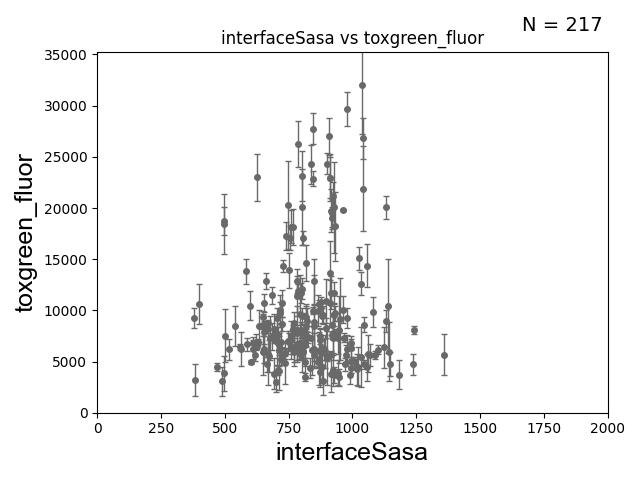 N = 217
interfaceSasa vs toxgreen_fluor
35000
30000
25000
20000
15000
10000
5000
0
toxgreen_fluor
0 250 500 750 1000 1250 1500 1750 2000
interfaceSasa